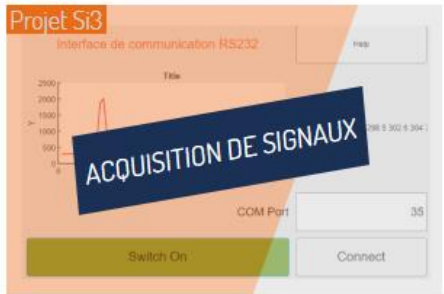 Projet Si3
Interface de communication RS232
Help
Title
2500
2000
1500
1000
500
0
Y
0
ACQUISITION DE SIGNAUX
COM Port
35
Switch On
Connect